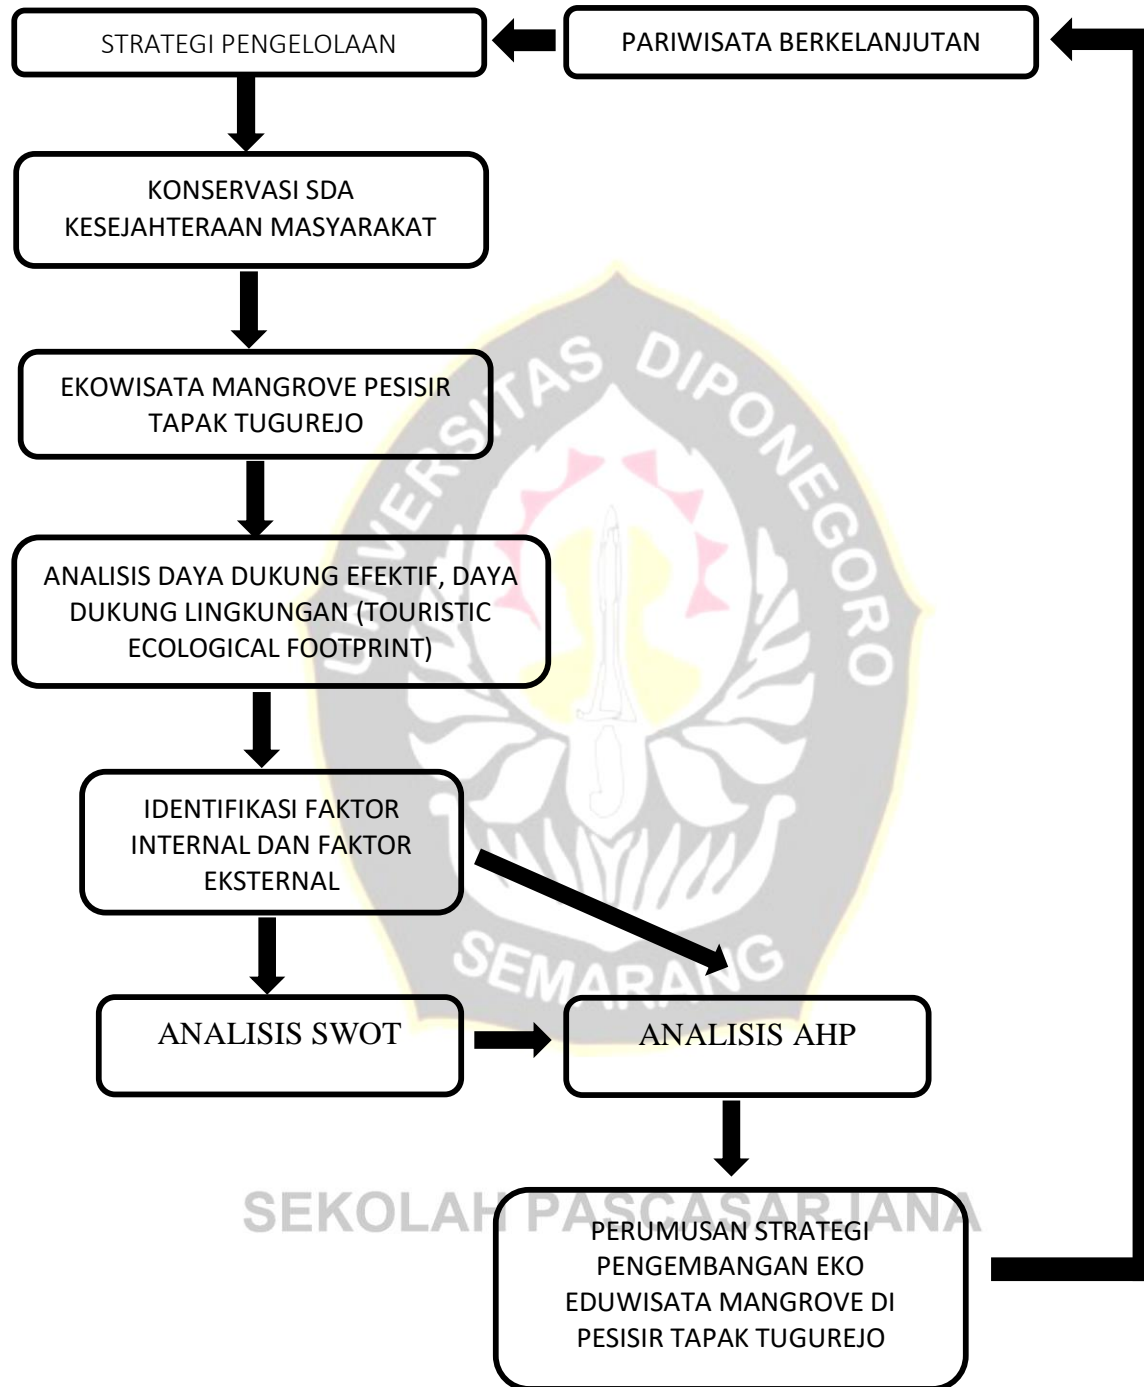 STRATEGI PENGELOLAAN
PARIWISATA BERKELANJUTAN
KONSERVASI SDA
KESEJAHTERAAN MASYARAKAT
EKOWISATA MANGROVE PESISIR
TAPAK TUGUREJO
ANALISIS DAYA DUKUNG EFEKTIF, DAYA
DUKUNG LINGKUNGAN (TOURISTIC
ECOLOGICAL FOOTPRINT)
IDENTIFIKASI FAKTOR
INTERNAL DAN FAKTOR
EKSTERNAL
ANALISIS SWOT
ANALISIS AHP
PERUMUSAN STRATEGI
PENGEMBANGAN EKO
EDUWISATA MANGROVE DI
PESISIR TAPAK TUGUREJO
UNIVERSITAS DIPONEGORO
SEMARANG
SEKOLAH PASCASARJANA